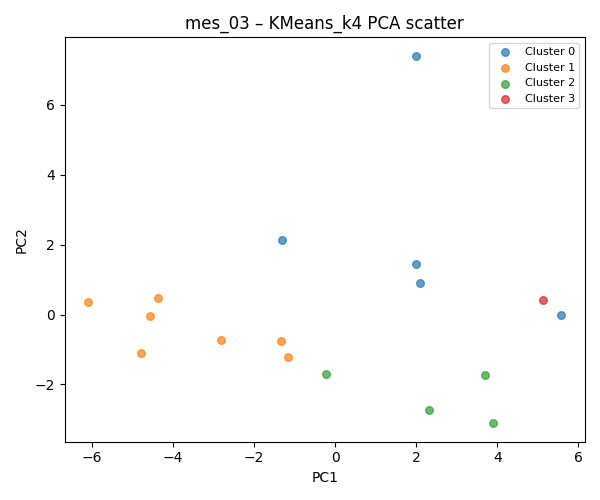 mes_03 – KMeans_k4 PCA scatter
Cluster 0
Cluster 1
Cluster 2
Cluster 3
PC2
6
4
2
0
−2
−6
−4
−2
0
2
4
6
PC1